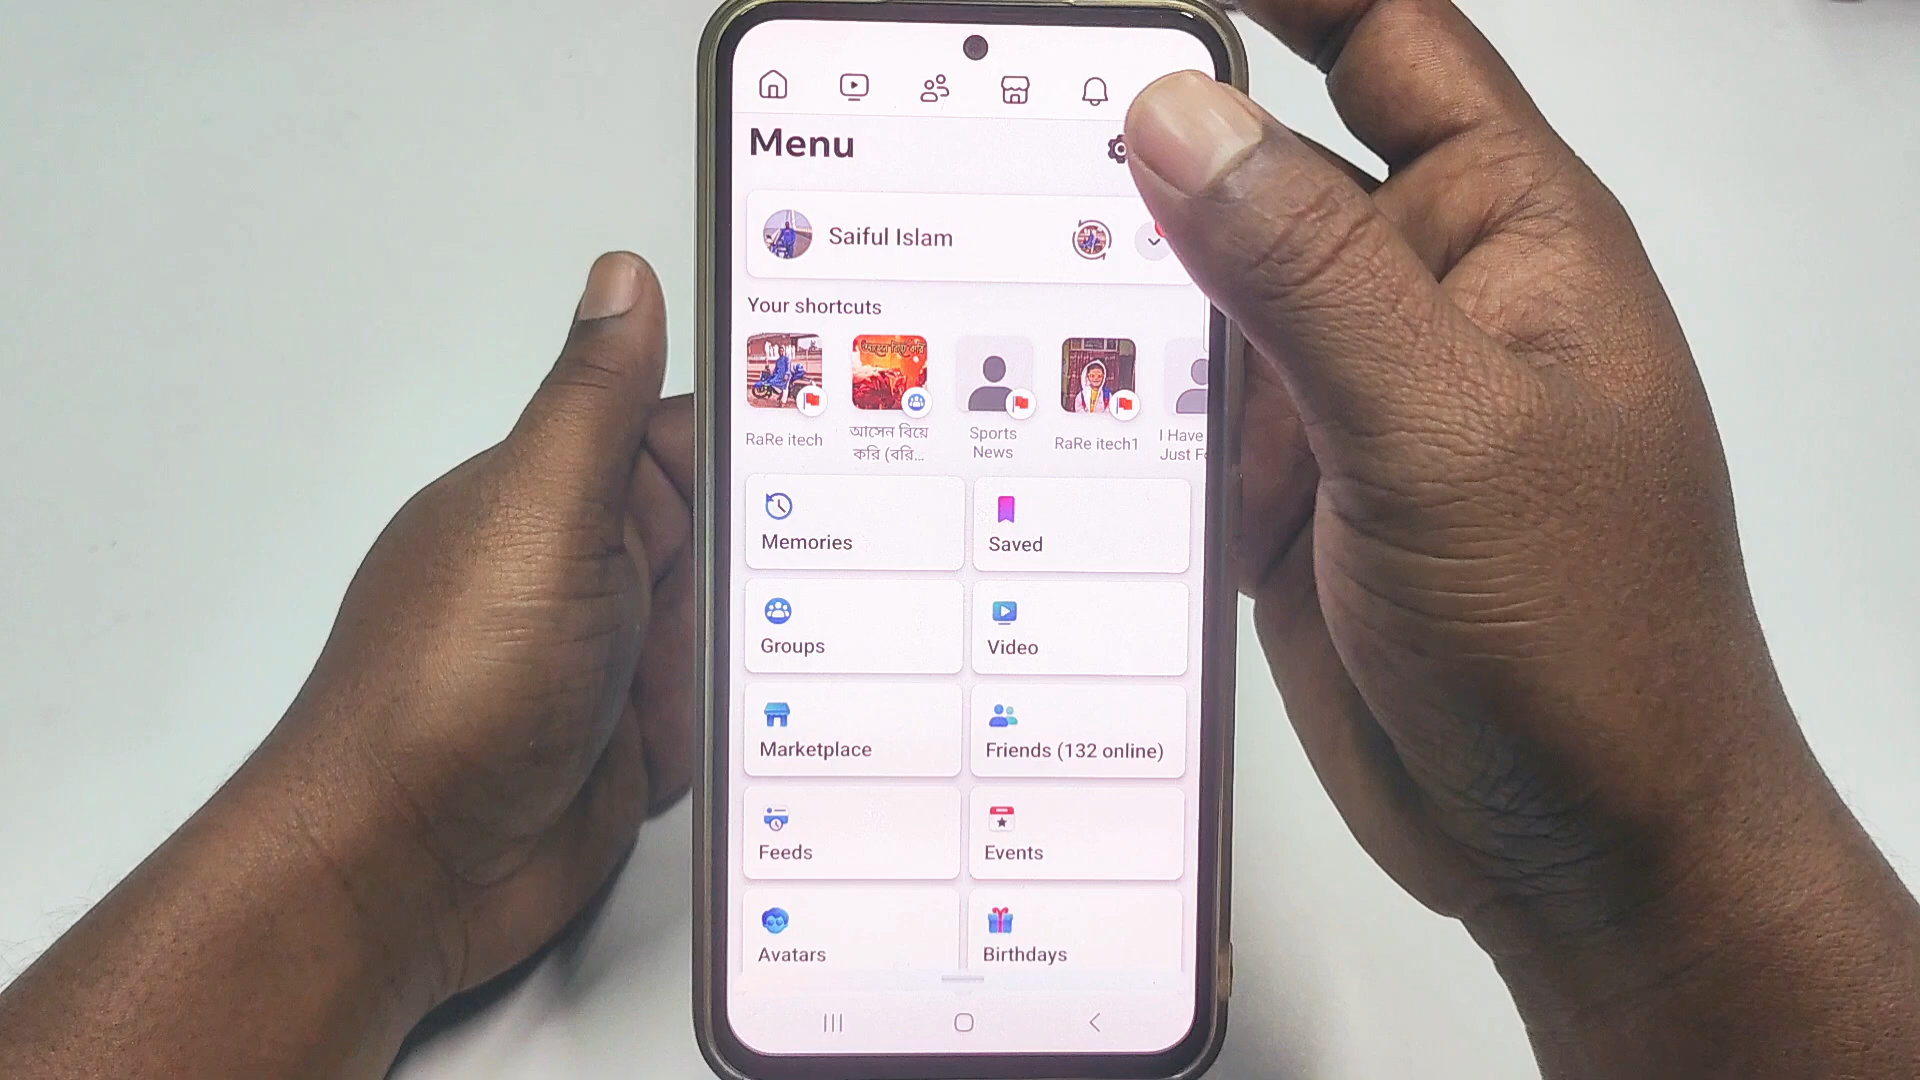 Menu
Saiful Islam
Your shortcuts
RaRe itech
আসেন বিয়ে
করি (বরি...
Sports
News
RaRe itech1
I Have
Just
Memories
Saved
Groups
Video
Marketplace
Friends (132 online)
Feeds
Events
Avatars
Birthdays